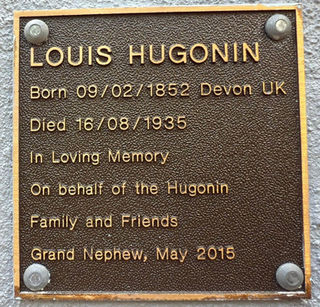 LOUIS HUGONIN
Born 09/02/1852 Devon UK
Died 16/08/1935
In Loving Memory
On behalf of the Hugonin
Family and Friends
Grand Nephew, May 2015